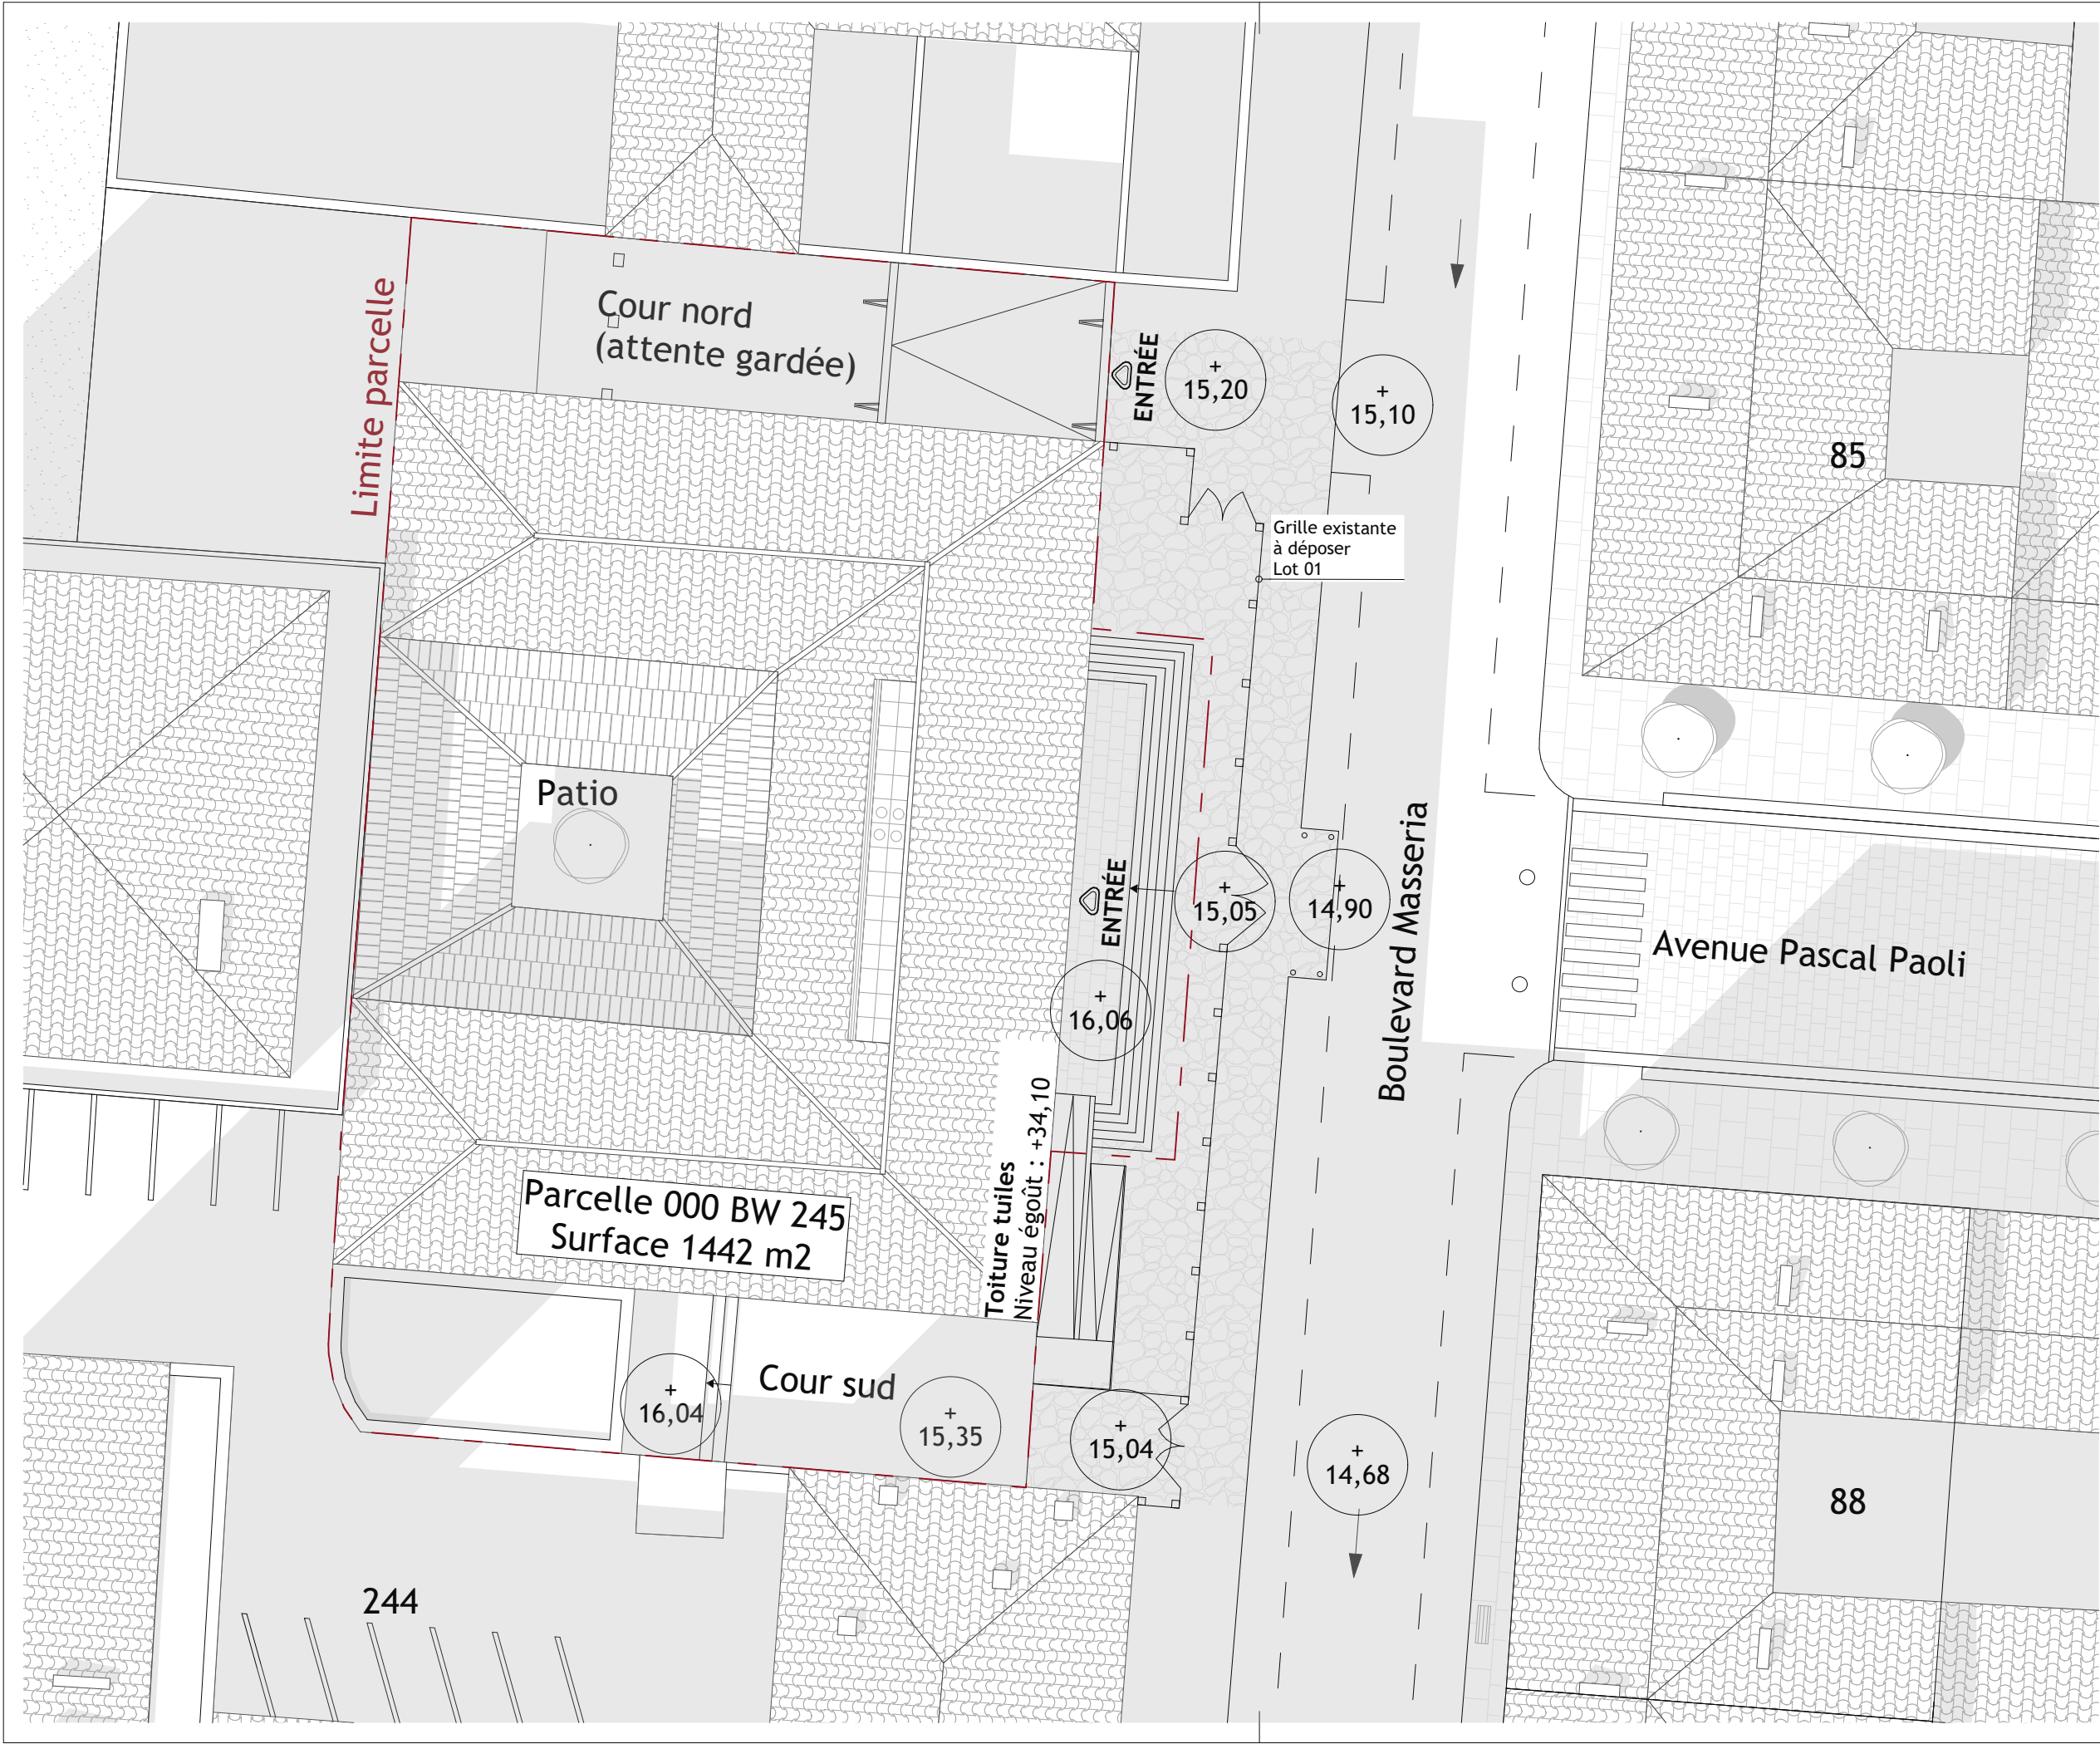 Cour nord
(attente gardée)
Limite parcelle
ENTRÉE
+
15,20
+
15,10
85
Grille existante
à déposer
Lot 01
Patio
ENTRÉE
+
15,05
+
14,90
Boulevard Masseria
Avenue Pascal Paoli
+
16,06
Toiture tuiles
Niveau égoût : +34,10
Parcelle 000 BW 245
Surface 1442 m2
Cour sud
+
16,04
+
15,35
+
15,04
+
14,68
88
244